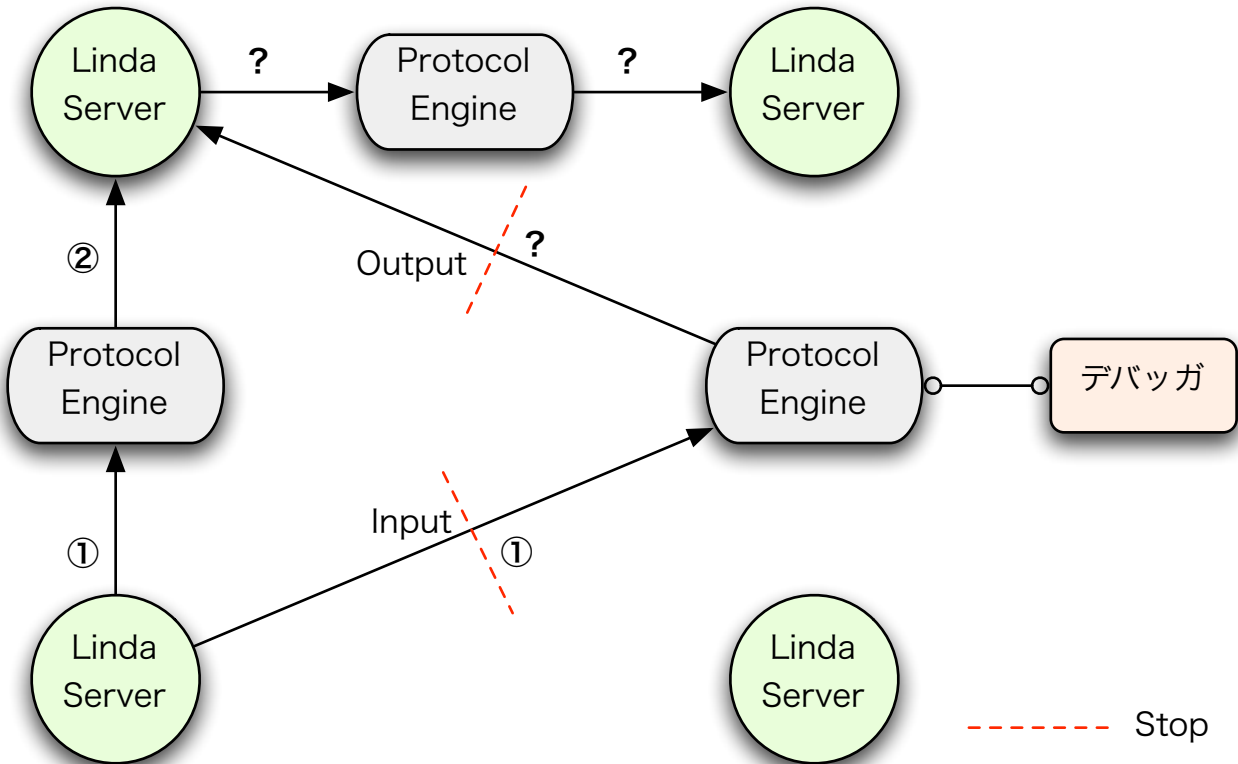 Linda
Server
?
Protocol
Engine
?
Linda
Server
②
Output
?
Protocol
Engine
Protocol
Engine
デバッガ
①
Input
①
Linda
Server
Linda
Server
Stop